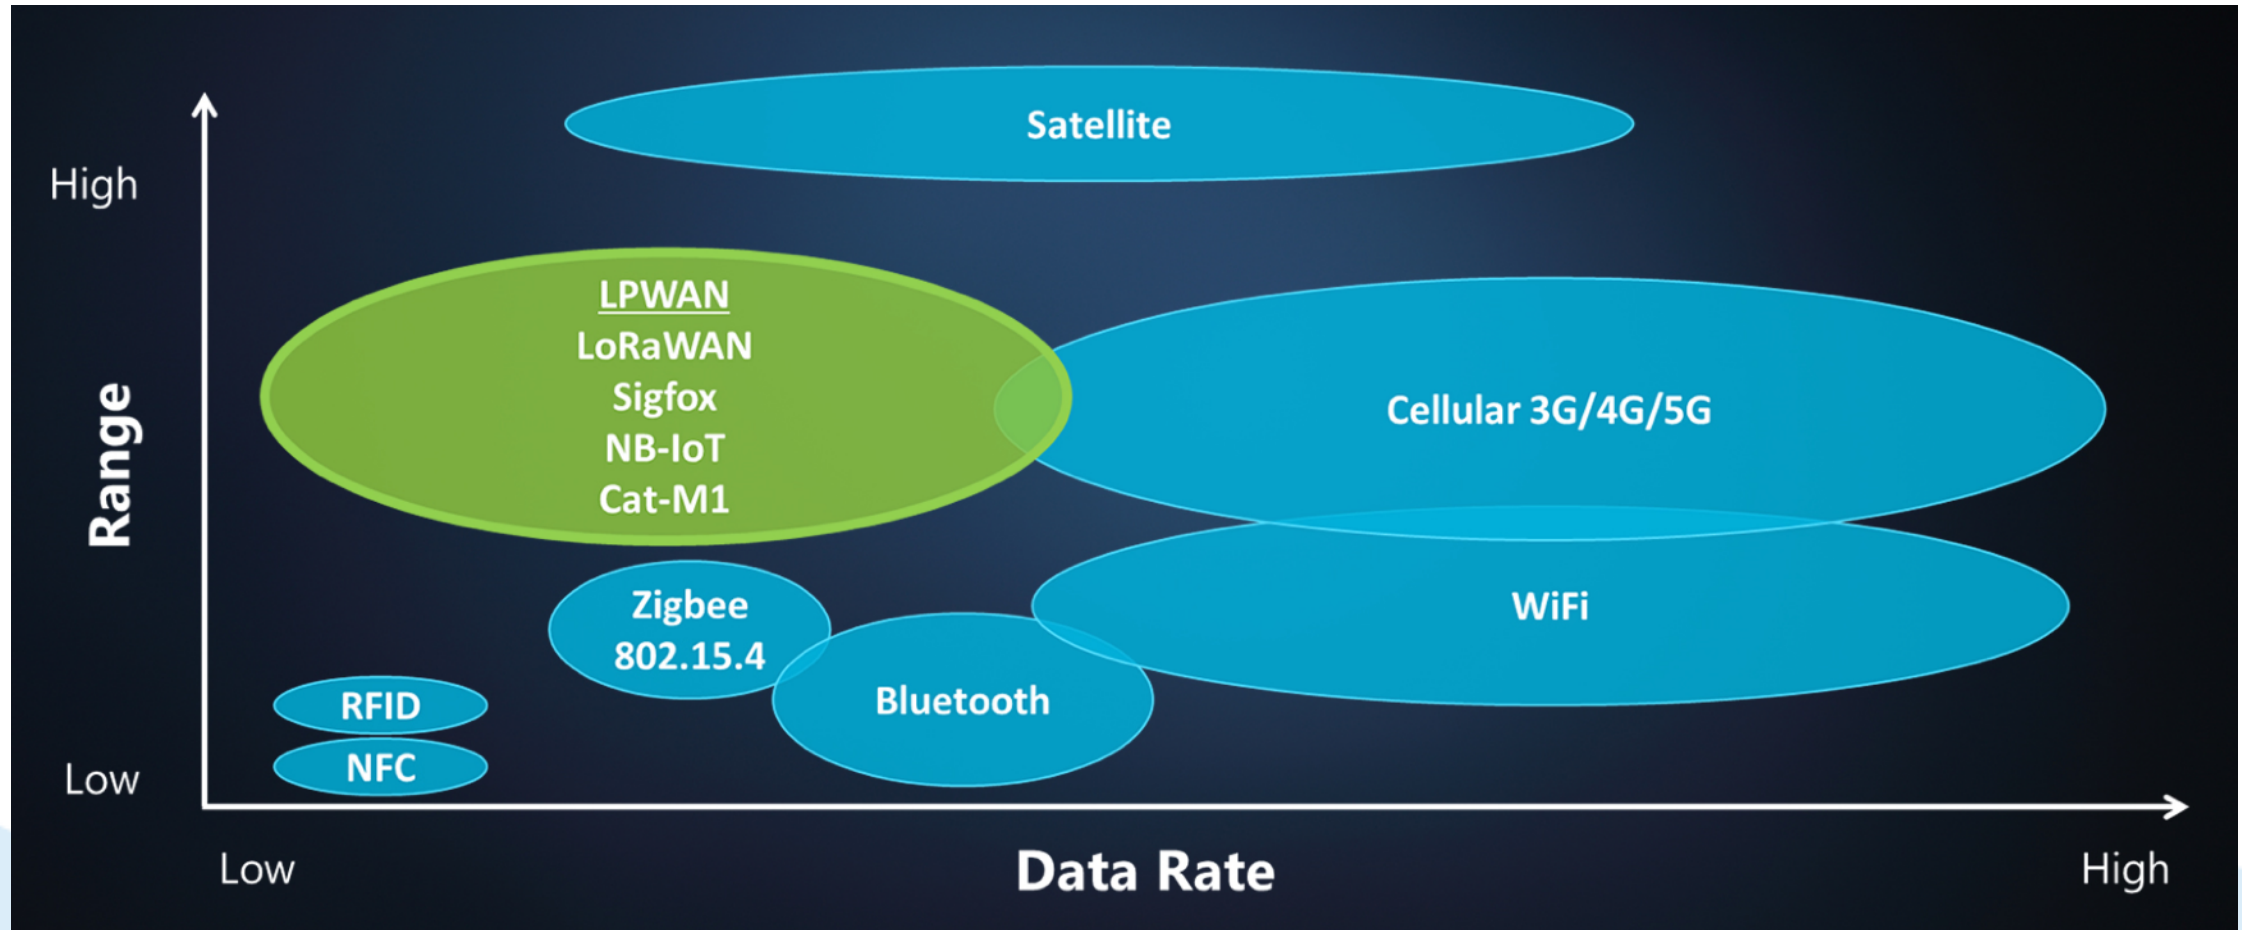 Satellite
High
LPWAN
LoRaWAN
Sigfox
NB-IoT
Cat-M1
Cellular 3G/4G/5G
Range
Zigbee
802.15.4
WiFi
Bluetooth
RFID
NFC
Low
Low
Data Rate
High